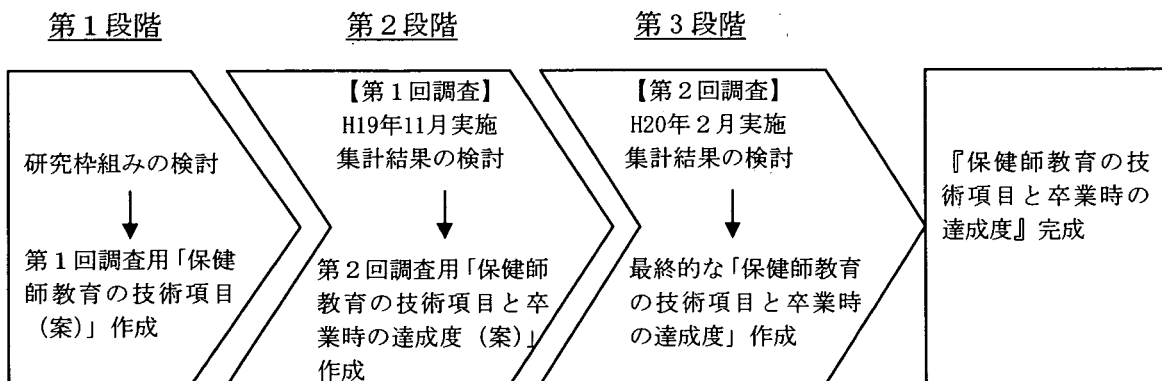 第1段階
第2段階
第3段階
研究枠組みの検討
第1回調査用「保健
師教育の技術項目
（案）」作成
【第1回調査】
H19年11月実施
集計結果の検討
第2回調査用「保健師
教育の技術項目と卒
業時の達成度（案）」
作成
【第2回調査】
H20年2月実施
集計結果の検討
最終的な「保健師教育
の技術項目と卒業時
の達成度」作成
『保健師教育の技
術項目と卒業時の
達成度』完成